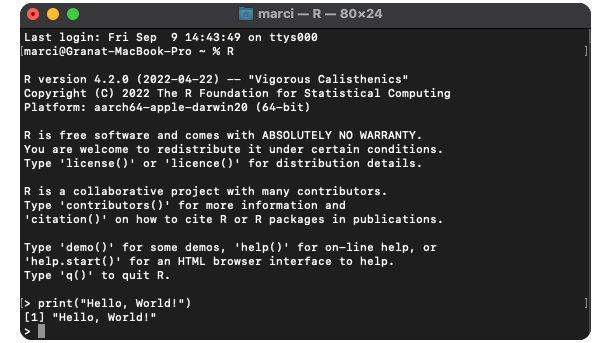 marci — R — 80×24
Last login: Fri Sep  9 14:43:49 on ttys000
[marci@Granat-MacBook-Pro ~ % R ]
R version 4.2.0 (2022-04-22) -- "Vigorous Calisthenics"
Copyright (C) 2022 The R Foundation for Statistical Computing
Platform: aarch64-apple-darwin20 (64-bit)
R is free software and comes with ABSOLUTELY NO WARRANTY.
You are welcome to redistribute it under certain conditions.
Type 'license()' or 'licence()' for distribution details.
R is a collaborative project with many contributors.
Type 'contributors()' for more information and
'citation()' on how to cite R or R packages in publications.
Type 'demo()' for some demos, 'help()' for on-line help, or
'help.start()' for an HTML browser interface to help.
Type 'q()' to quit R.
[> print("Hello, World!") ]
[1] "Hello, World!"
>